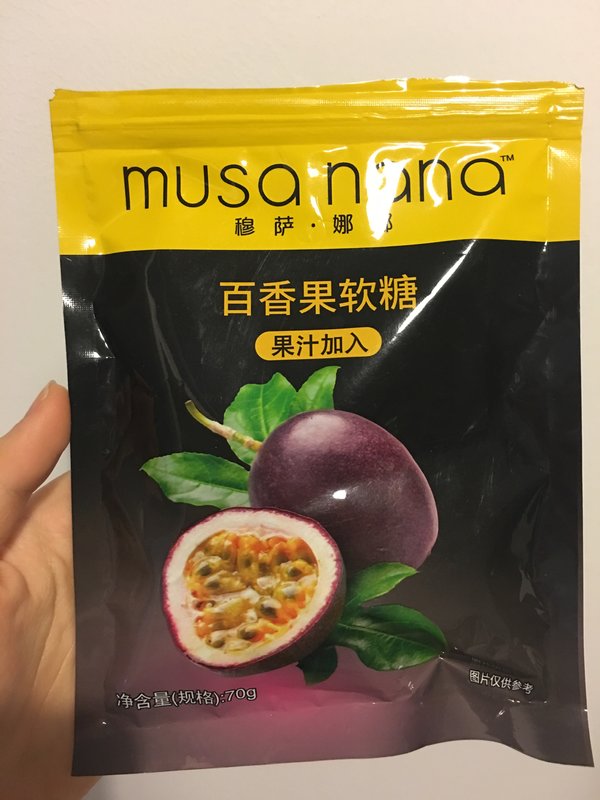 musa nana™
穆萨·娜娜
百香果软糖
果汁加入
净含量(规格):70g
图片仅供参考